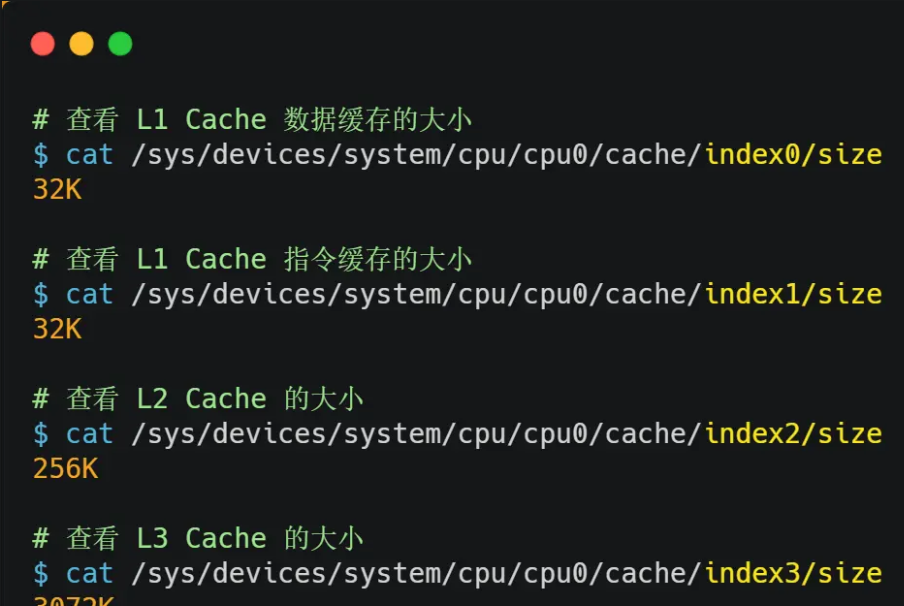 # 查看 L1 Cache 数据缓存的大小
$ cat /sys/devices/system/cpu/cpu0/cache/index0/size
32K
# 查看 L1 Cache 指令缓存的大小
$ cat /sys/devices/system/cpu/cpu0/cache/index1/size
32K
# 查看 L2 Cache 的大小
$ cat /sys/devices/system/cpu/cpu0/cache/index2/size
256K
# 查看 L3 Cache 的大小
$ cat /sys/devices/system/cpu/cpu0/cache/index3/size
3072K